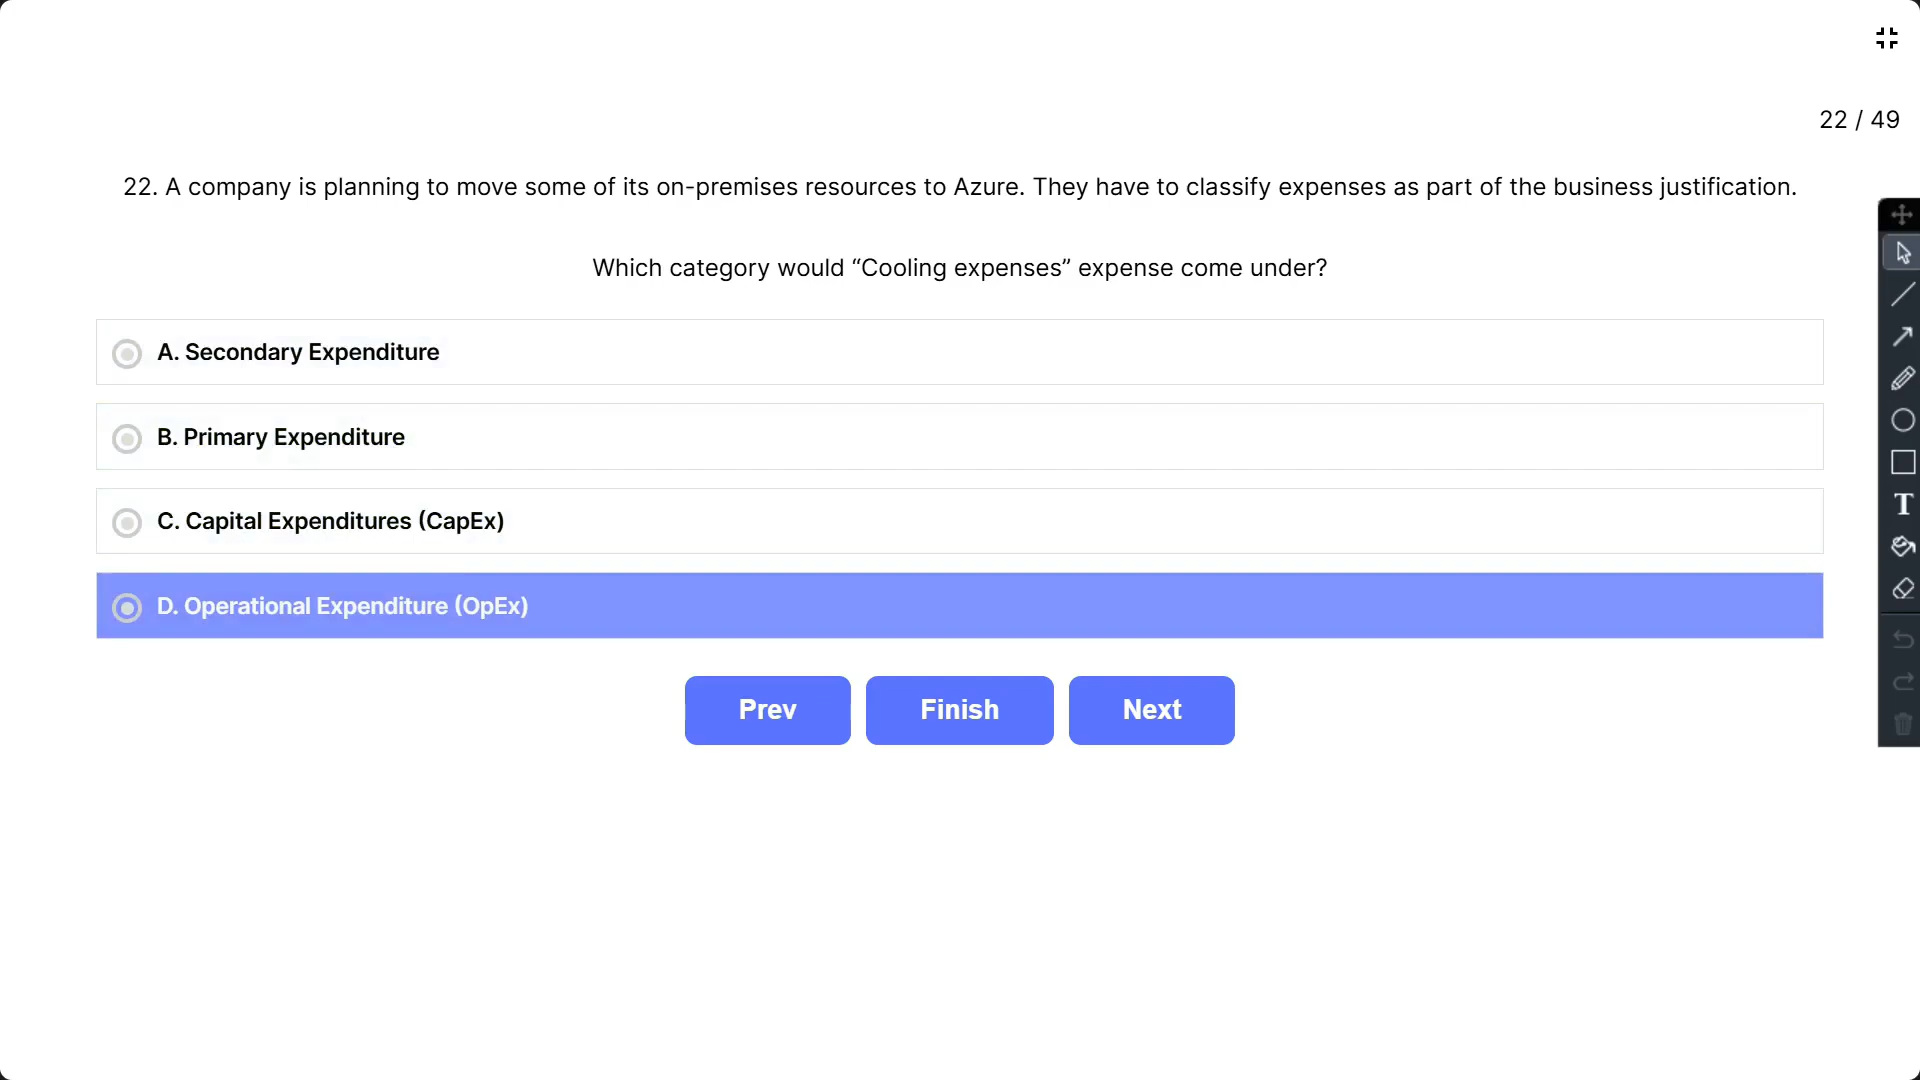 22 / 49
22. A company is planning to move some of its on-premises resources to Azure. They have to classify expenses as part of the business justification.
Which category would “Cooling expenses” expense come under?
A. Secondary Expenditure
B. Primary Expenditure
C. Capital Expenditures (CapEx)
D. Operational Expenditure (OpEx)
Prev Finish Next
T